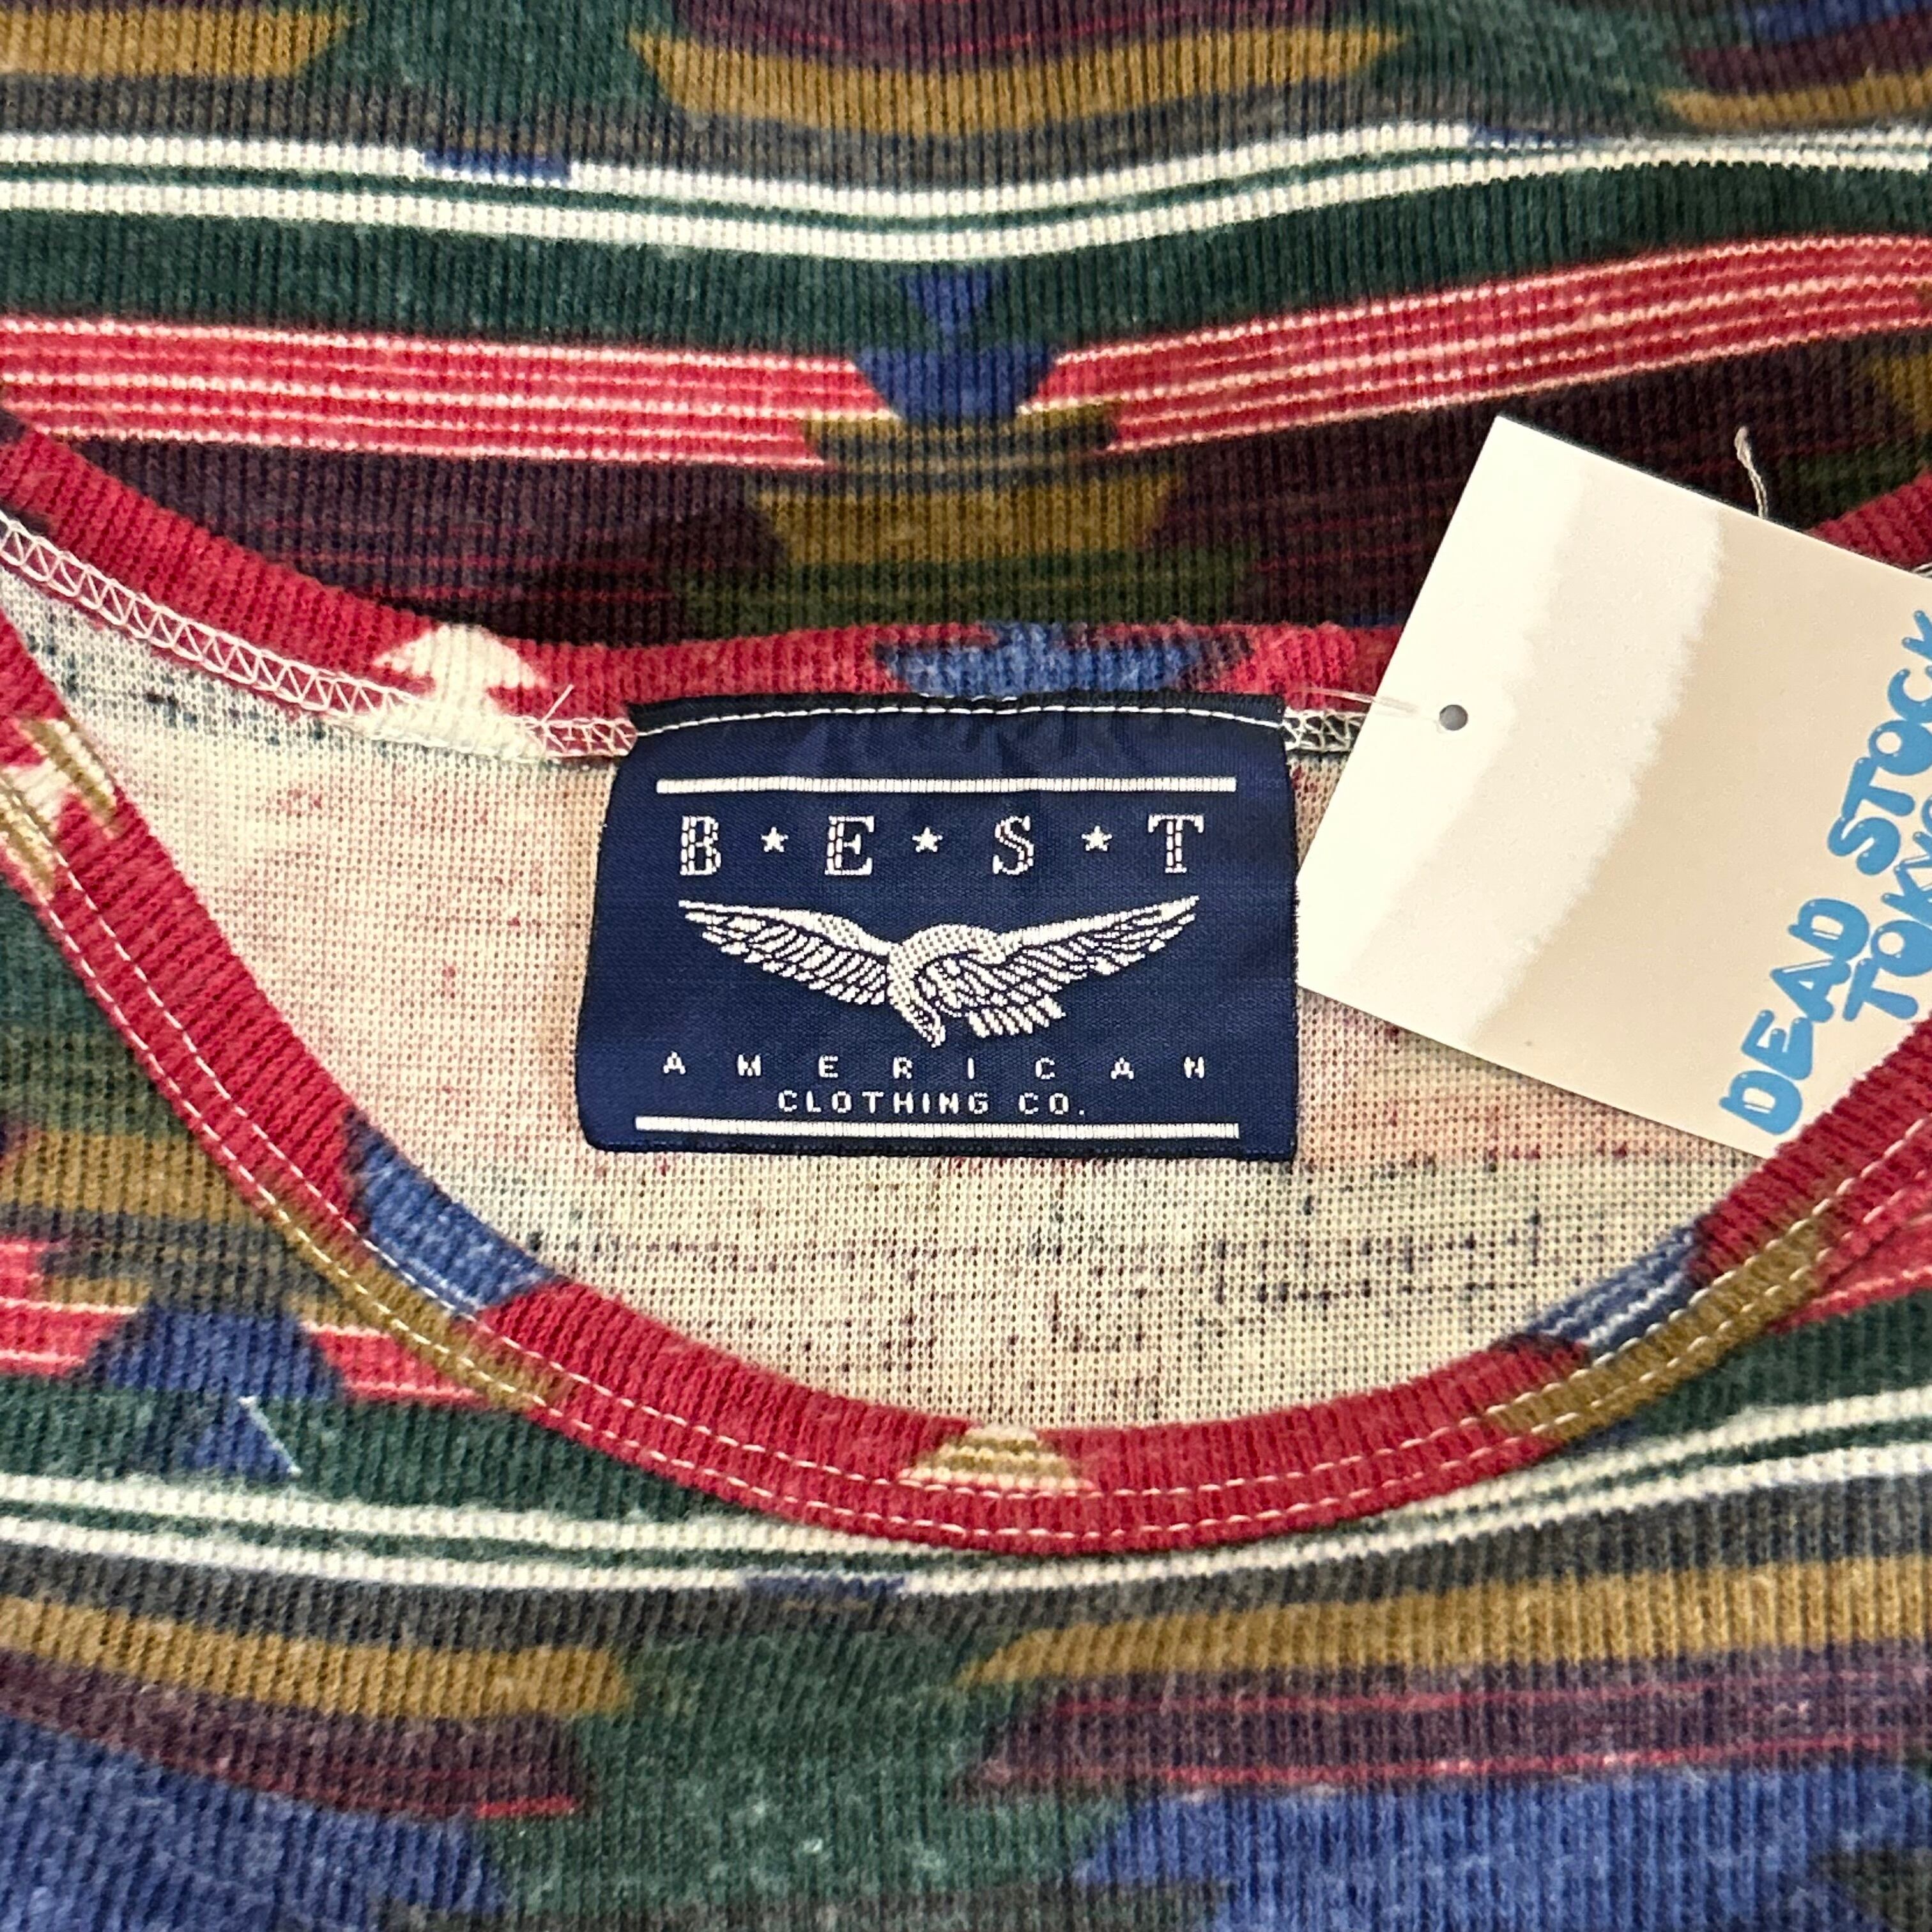 B★E★S★T
AMERICAN
CLOTHING CO.
DEAD STOCK